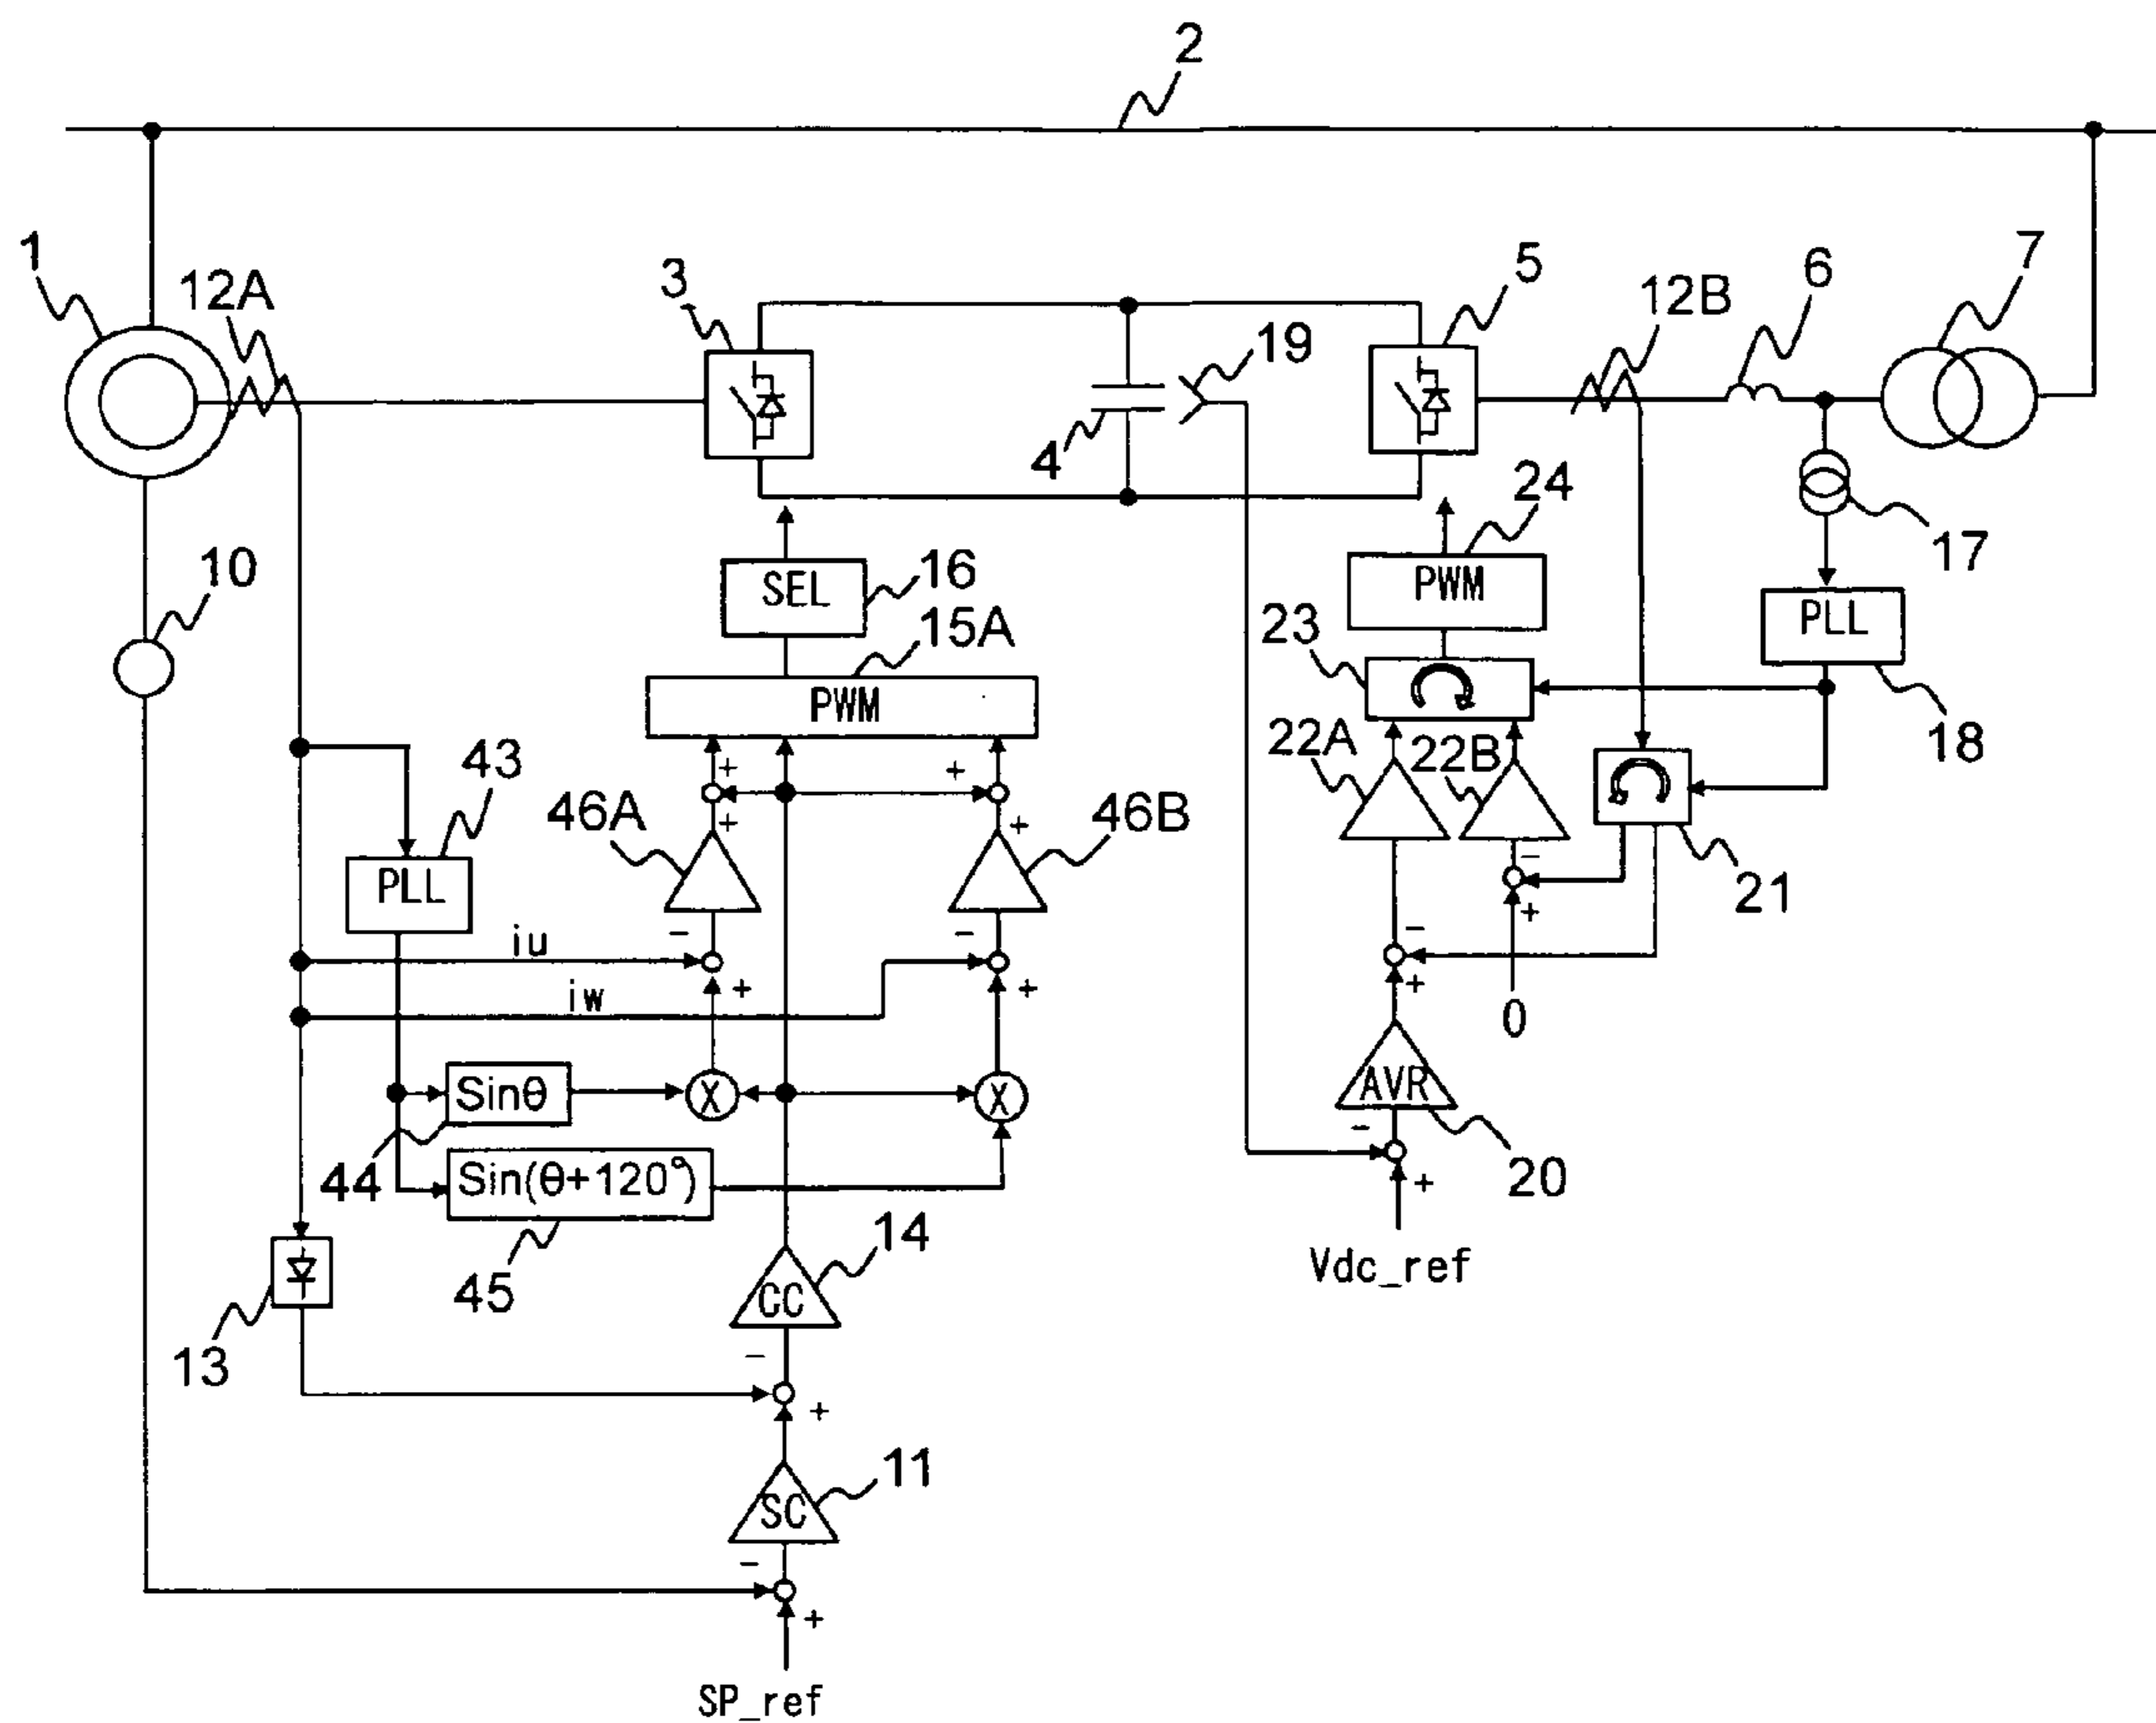 2
1
12A
3
5
12B
6
7
19
4
24
17
10
SEL
16
PWM
PLL
23
15A
PWM
18
22A
22B
43
46A
+
+
46B
+
+
PLL
21
−
+
iu
−
−
−
+
0
iw
+
+
Sinθ
X
X
AVR
44
Sin(θ+120°)
−
+
20
45
14
Vdc_ref
13
CC
−
+
11
SC
−
+
SP_ref